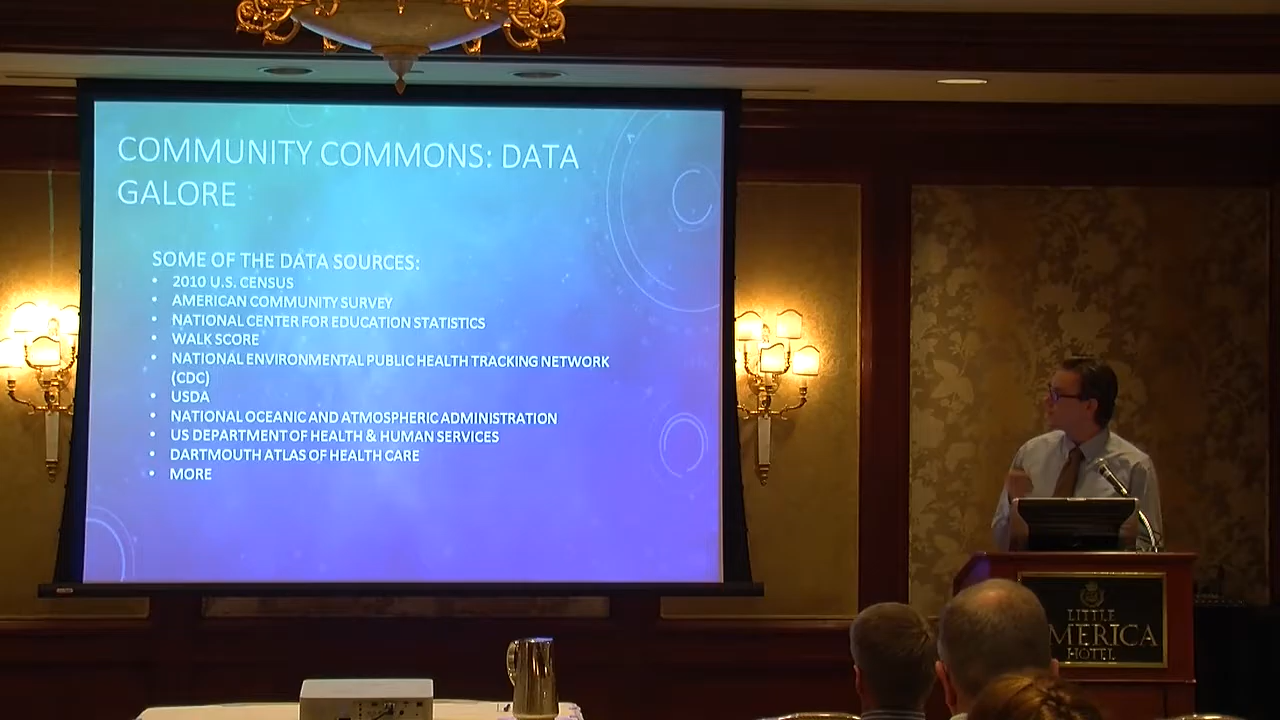 COMMUNITY COMMONS: DATA
GALORE
SOME OF THE DATA SOURCES:
• 2010 U.S. CENSUS
• AMERICAN COMMUNITY SURVEY
• NATIONAL CENTER FOR EDUCATION STATISTICS
• WALK SCORE
• NATIONAL ENVIRONMENTAL PUBLIC HEALTH TRACKING NETWORK
(CDC)
• USDA
• NATIONAL OCEANIC AND ATMOSPHERIC ADMINISTRATION
• US DEPARTMENT OF HEALTH & HUMAN SERVICES
• DARTMOUTH ATLAS OF HEALTH CARE
• MORE
LITTLE
AMERICA
HOTEL